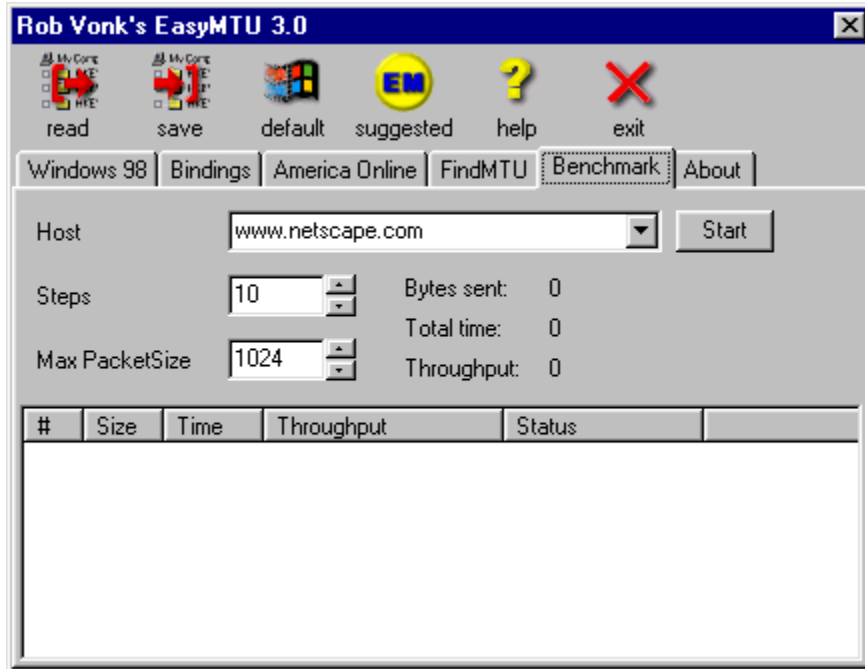 Rob Vonk's EasyMTU 3.0
read save default suggested help exit
Windows 98 Bindings America Online FindMTU Benchmark About
Host www.netscape.com Start
Steps 10 Bytes sent: 0
Total time: 0
Max PacketSize 1024 Throughput: 0
# Size Time Throughput Status